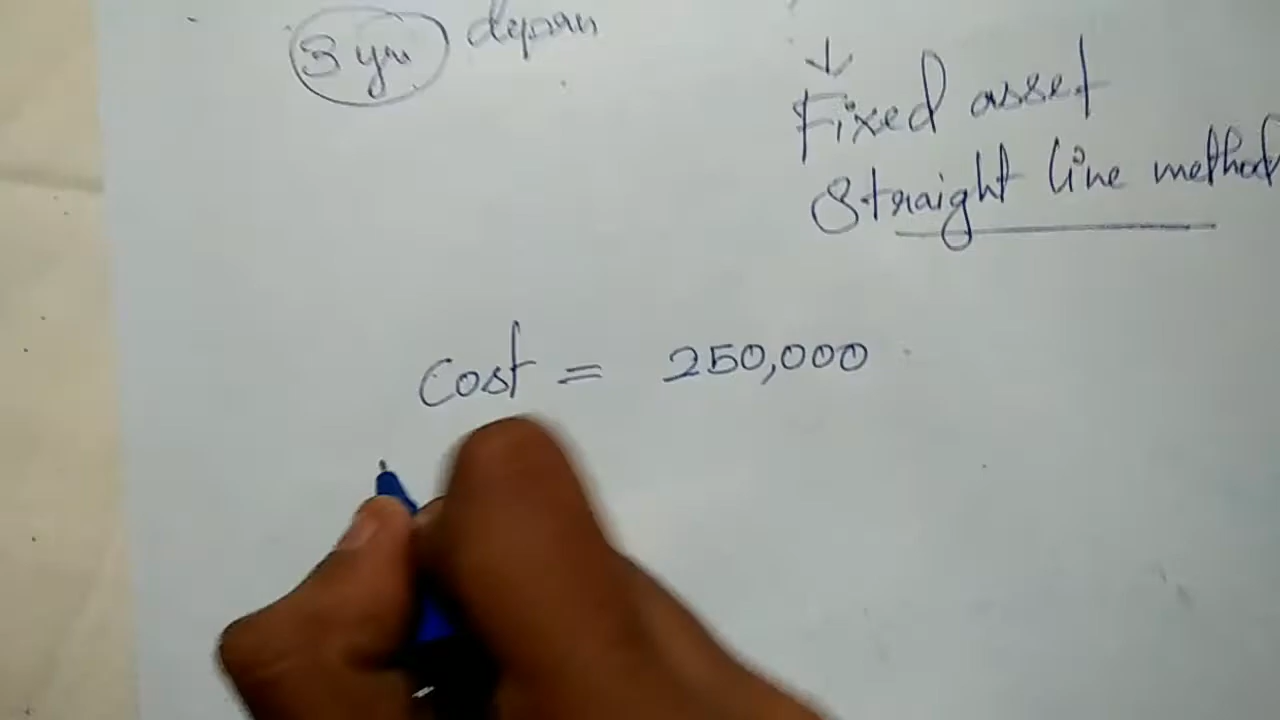 3 yrs
Fixed asset
Straight line method
Cost = 250,000